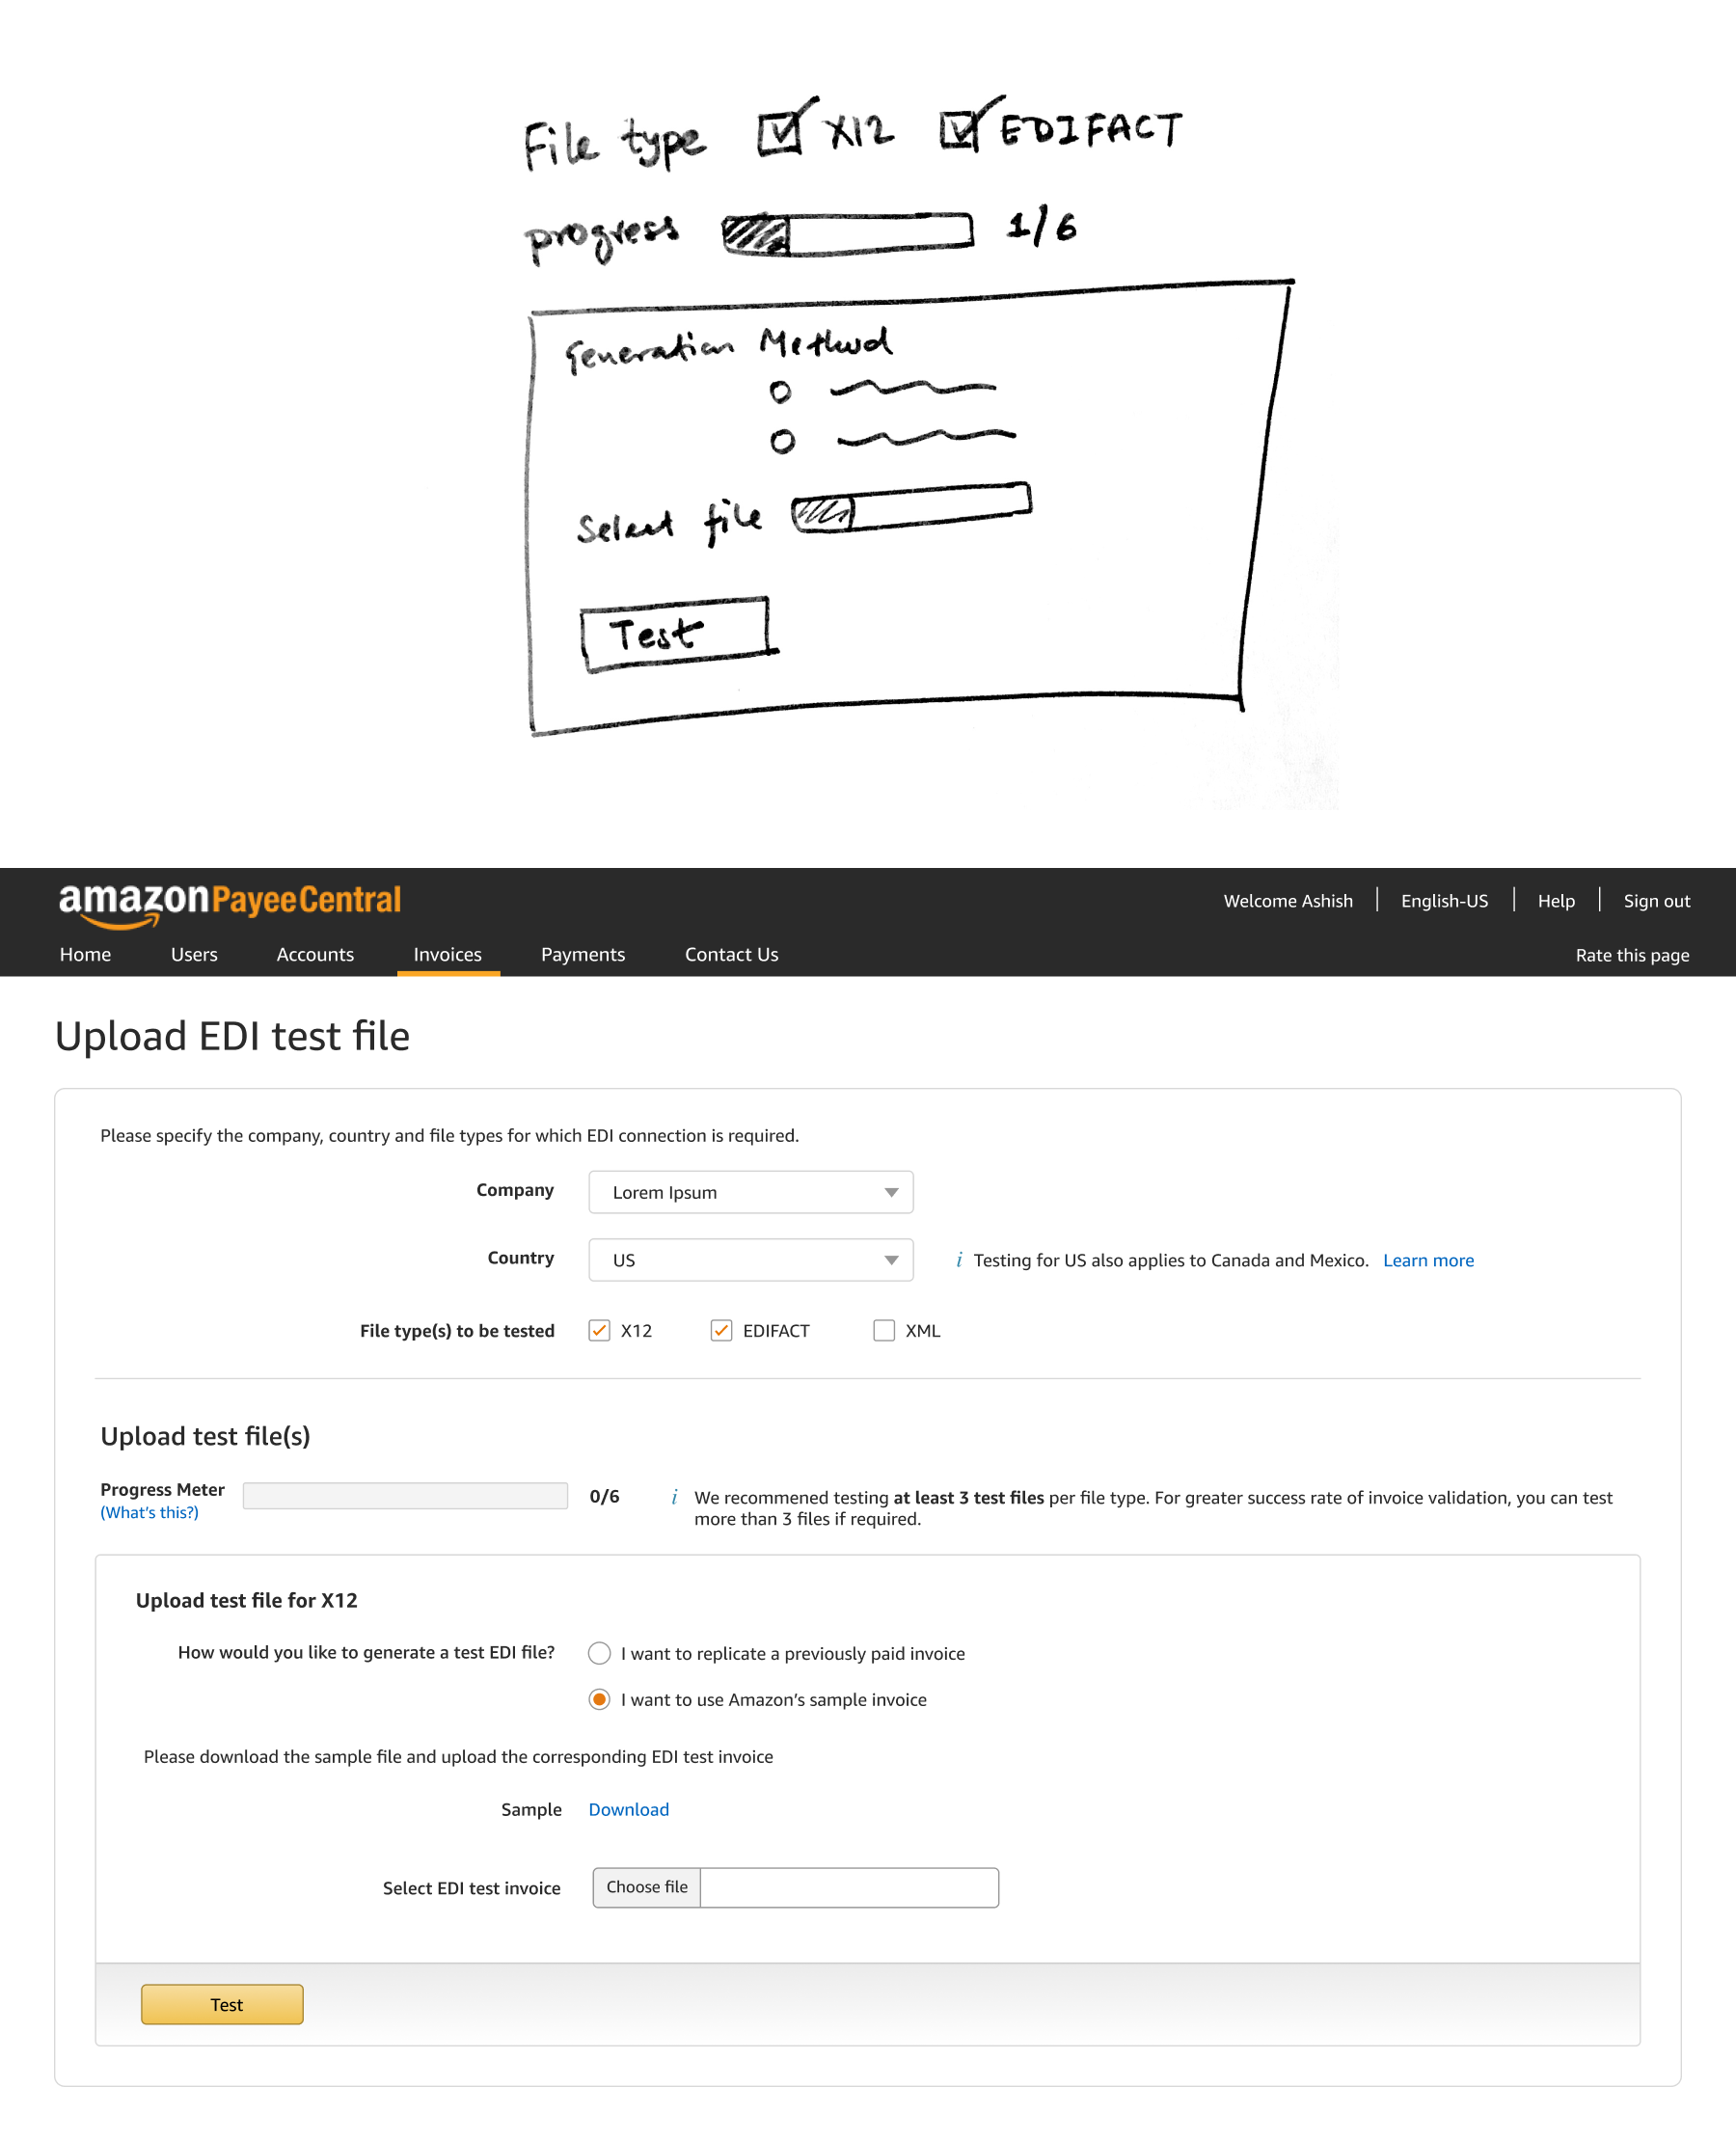 File type X12 EDIFACT
progress 1/6
Generation Method
Select file
Test
amazonPayeeCentral
Welcome Ashish English-US Help Sign out
Home Users Accounts Invoices Payments Contact Us Rate this page
Upload EDI test file
Please specify the company, country and file types for which EDI connection is required.
Company Lorem Ipsum
Country US i Testing for US also applies to Canada and Mexico. Learn more
File type(s) to be tested X12 EDIFACT XML
Upload test file(s)
Progress Meter 0/6 i We recommened testing at least 3 test files per file type. For greater success rate of invoice validation, you can test
(What's this?) more than 3 files if required.
Upload test file for X12
How would you like to generate a test EDI file? I want to replicate a previously paid invoice
I want to use Amazon's sample invoice
Please download the sample file and upload the corresponding EDI test invoice
Sample Download
Select EDI test invoice Choose file
Test